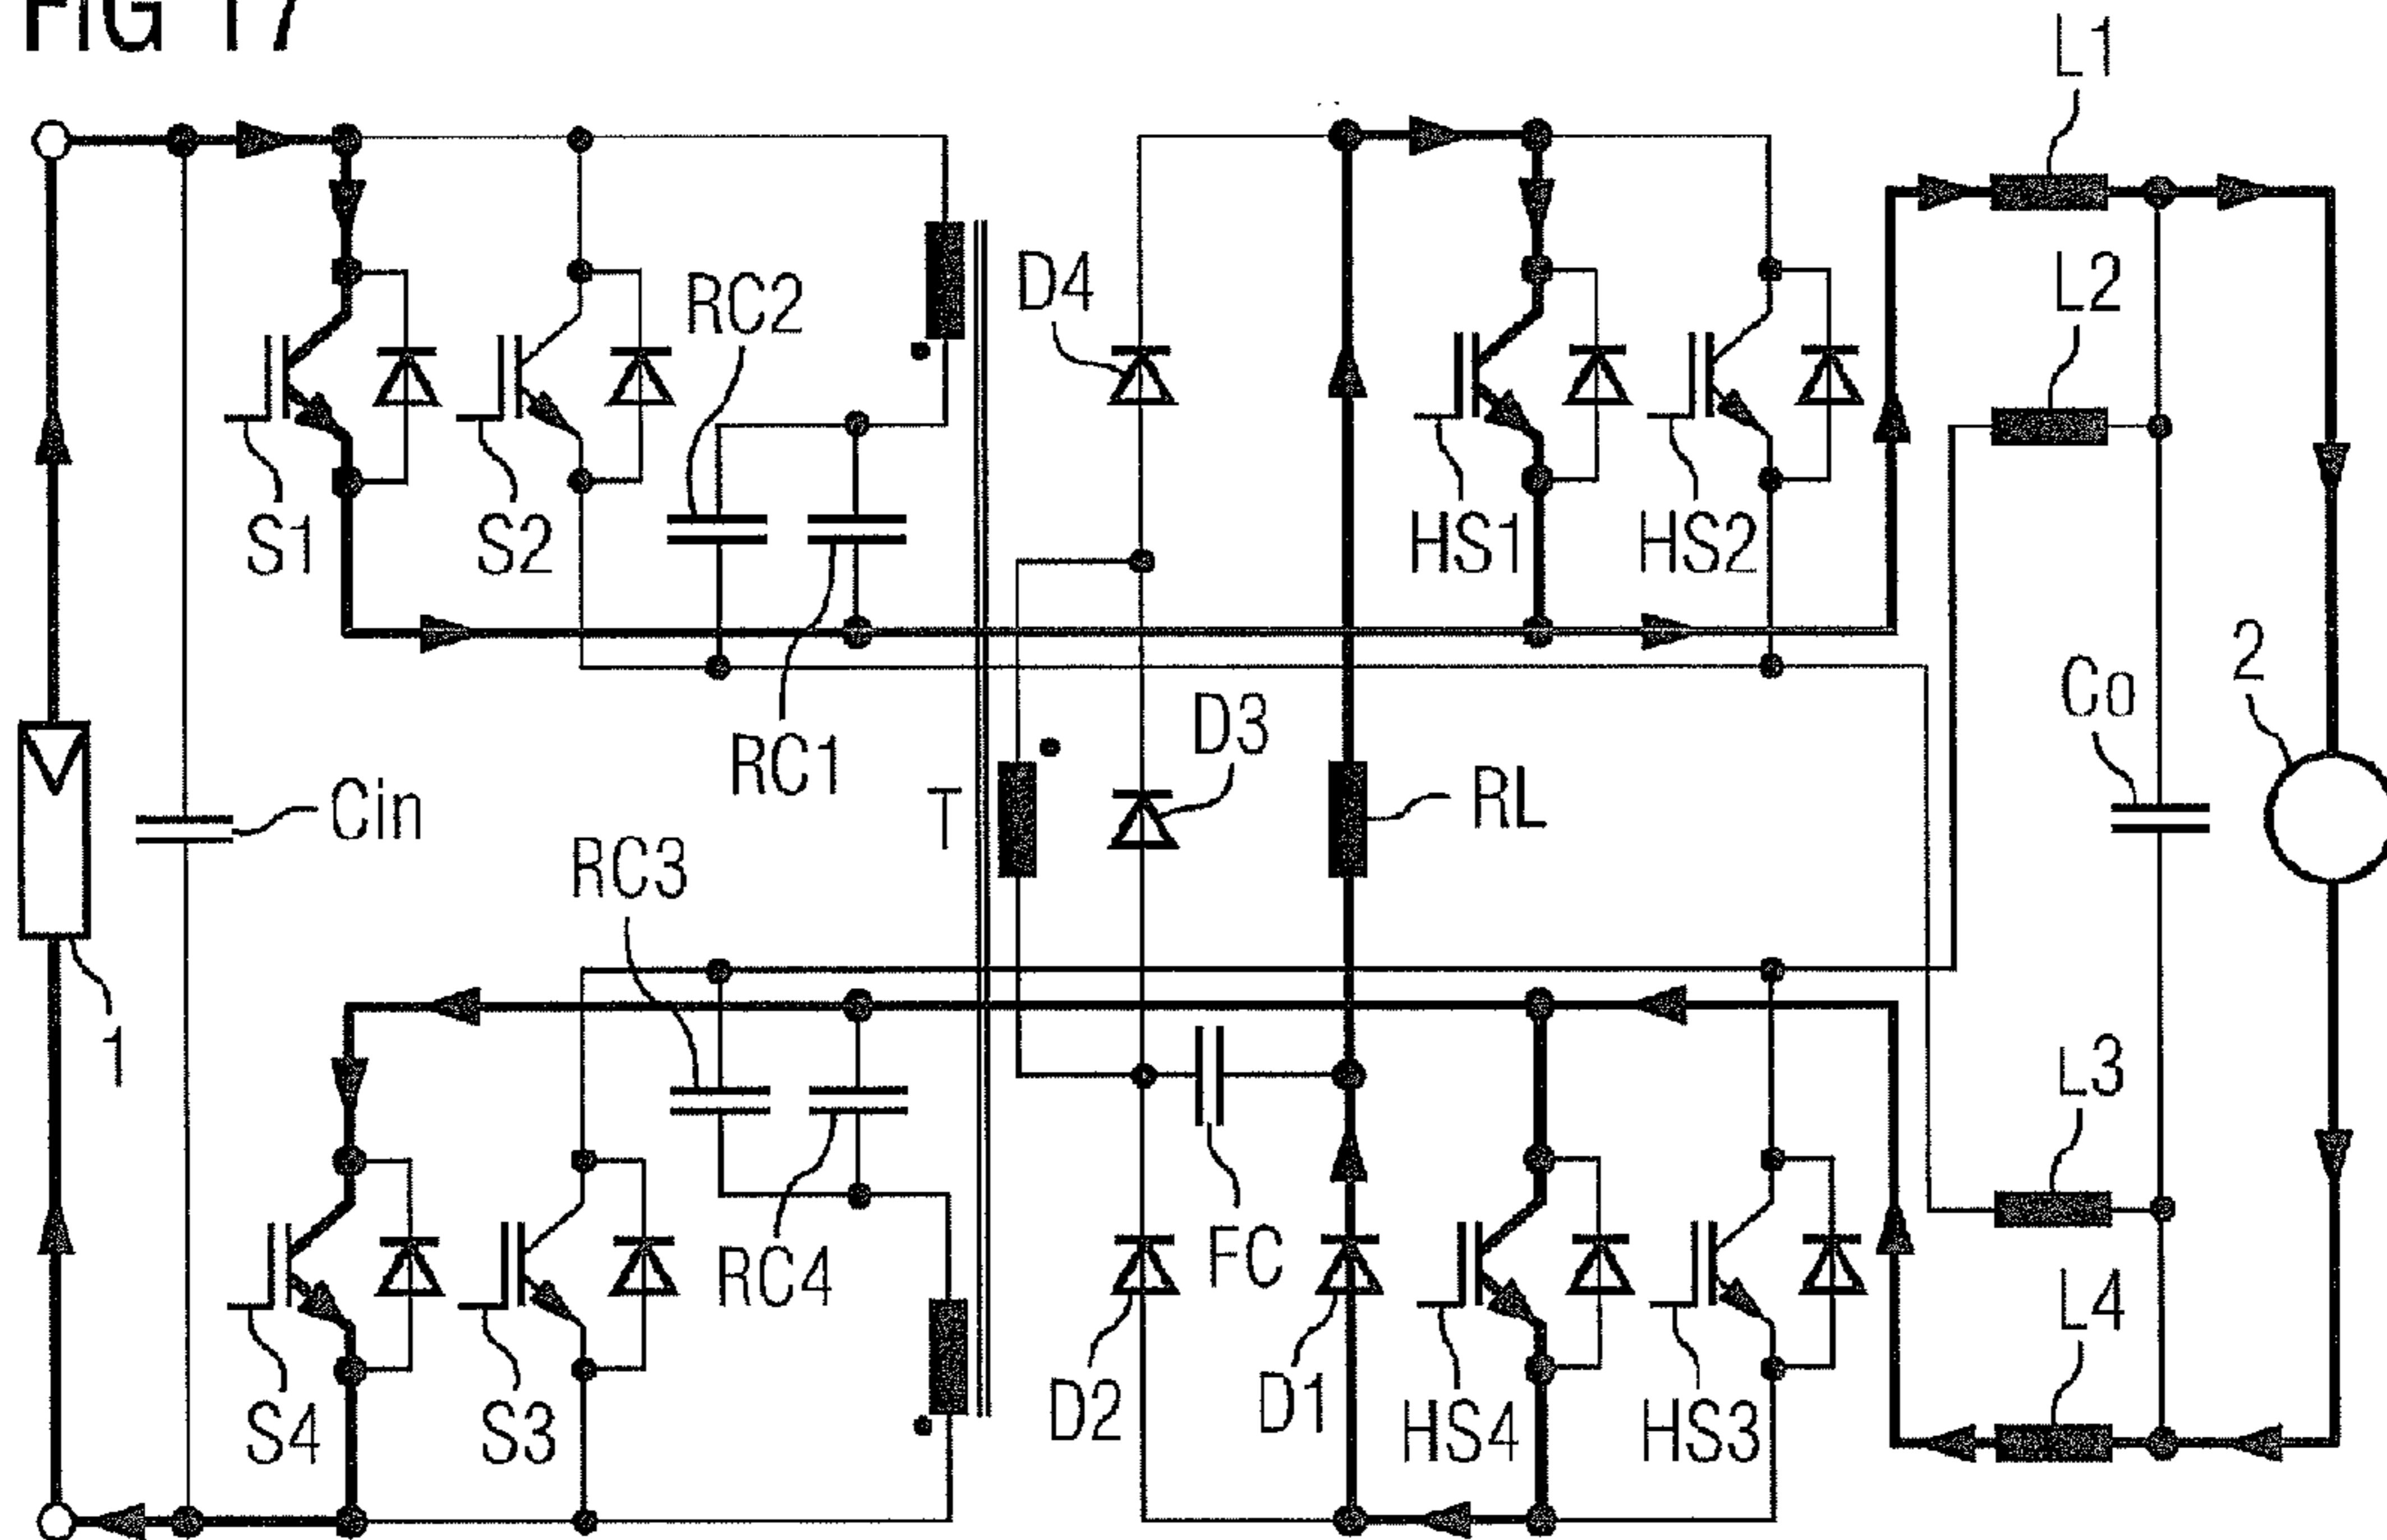 FIG 17
L1
L2
D4
RC2
S1
S2
HS1
HS2
RC1
D3
Co
2
T
RL
Cin
RC3
1
L3
RC4
FC
L4
S4
S3
D2
D1
HS4
HS3